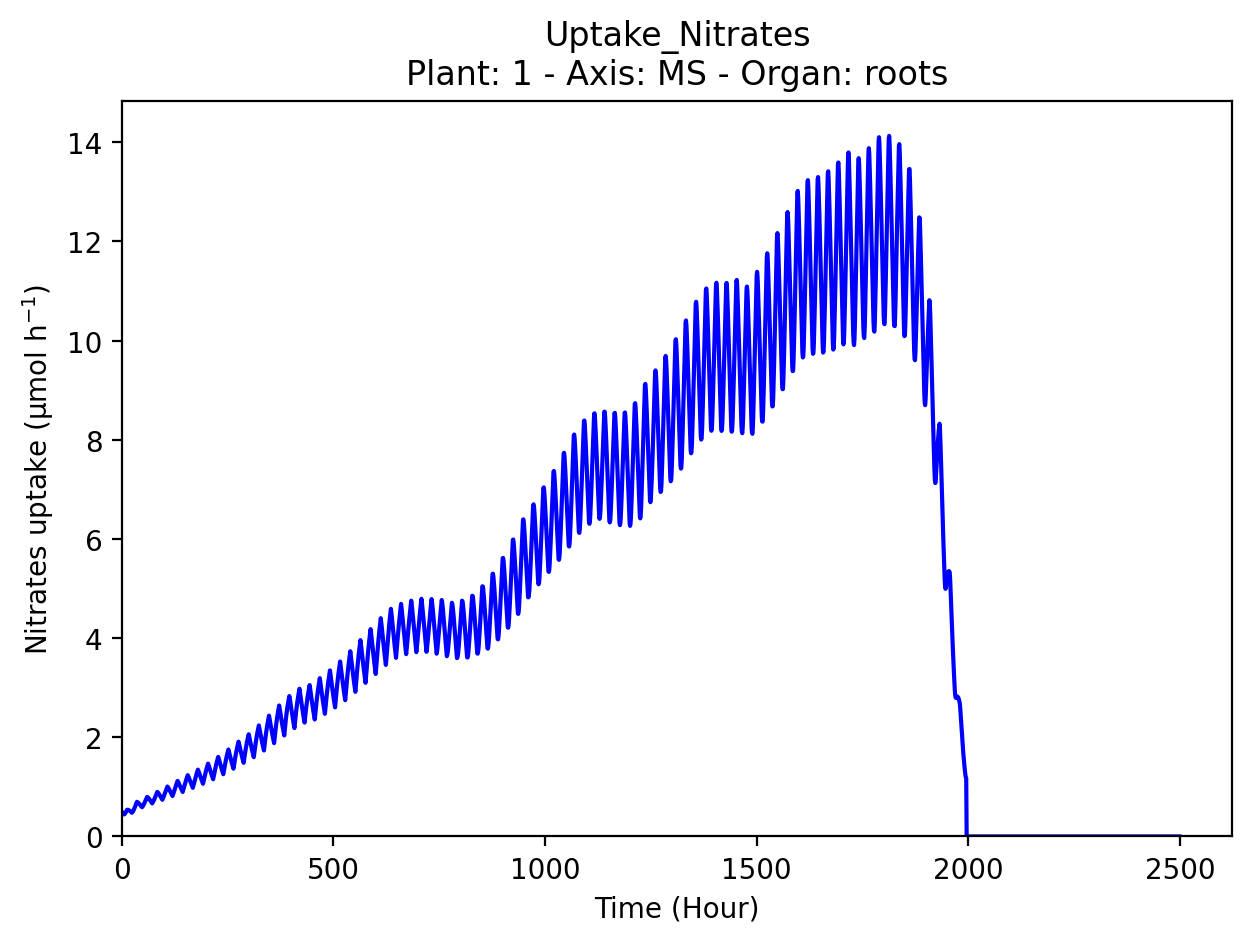 Uptake_Nitrates
Plant: 1 - Axis: MS - Organ: roots
14
12
10
8
6
4
2
0
Nitrates uptake (µmol h⁻¹)
0 500 1000 1500 2000 2500
Time (Hour)